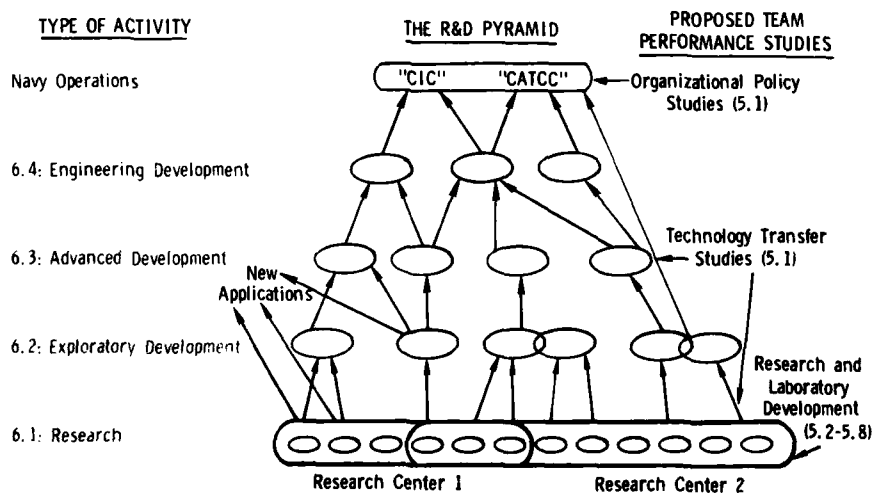 TYPE OF ACTIVITY
THE R&D PYRAMID
PROPOSED TEAM
PERFORMANCE STUDIES
Navy Operations
"CIC" "CATCC"
Organizational Policy
Studies (5.1)
6.4: Engineering Development
6.3: Advanced Development
Technology Transfer
Studies (5.1)
New
Applications
6.2: Exploratory Development
Research and
Laboratory
Development
(5.2-5.8)
6.1: Research
Research Center 1
Research Center 2